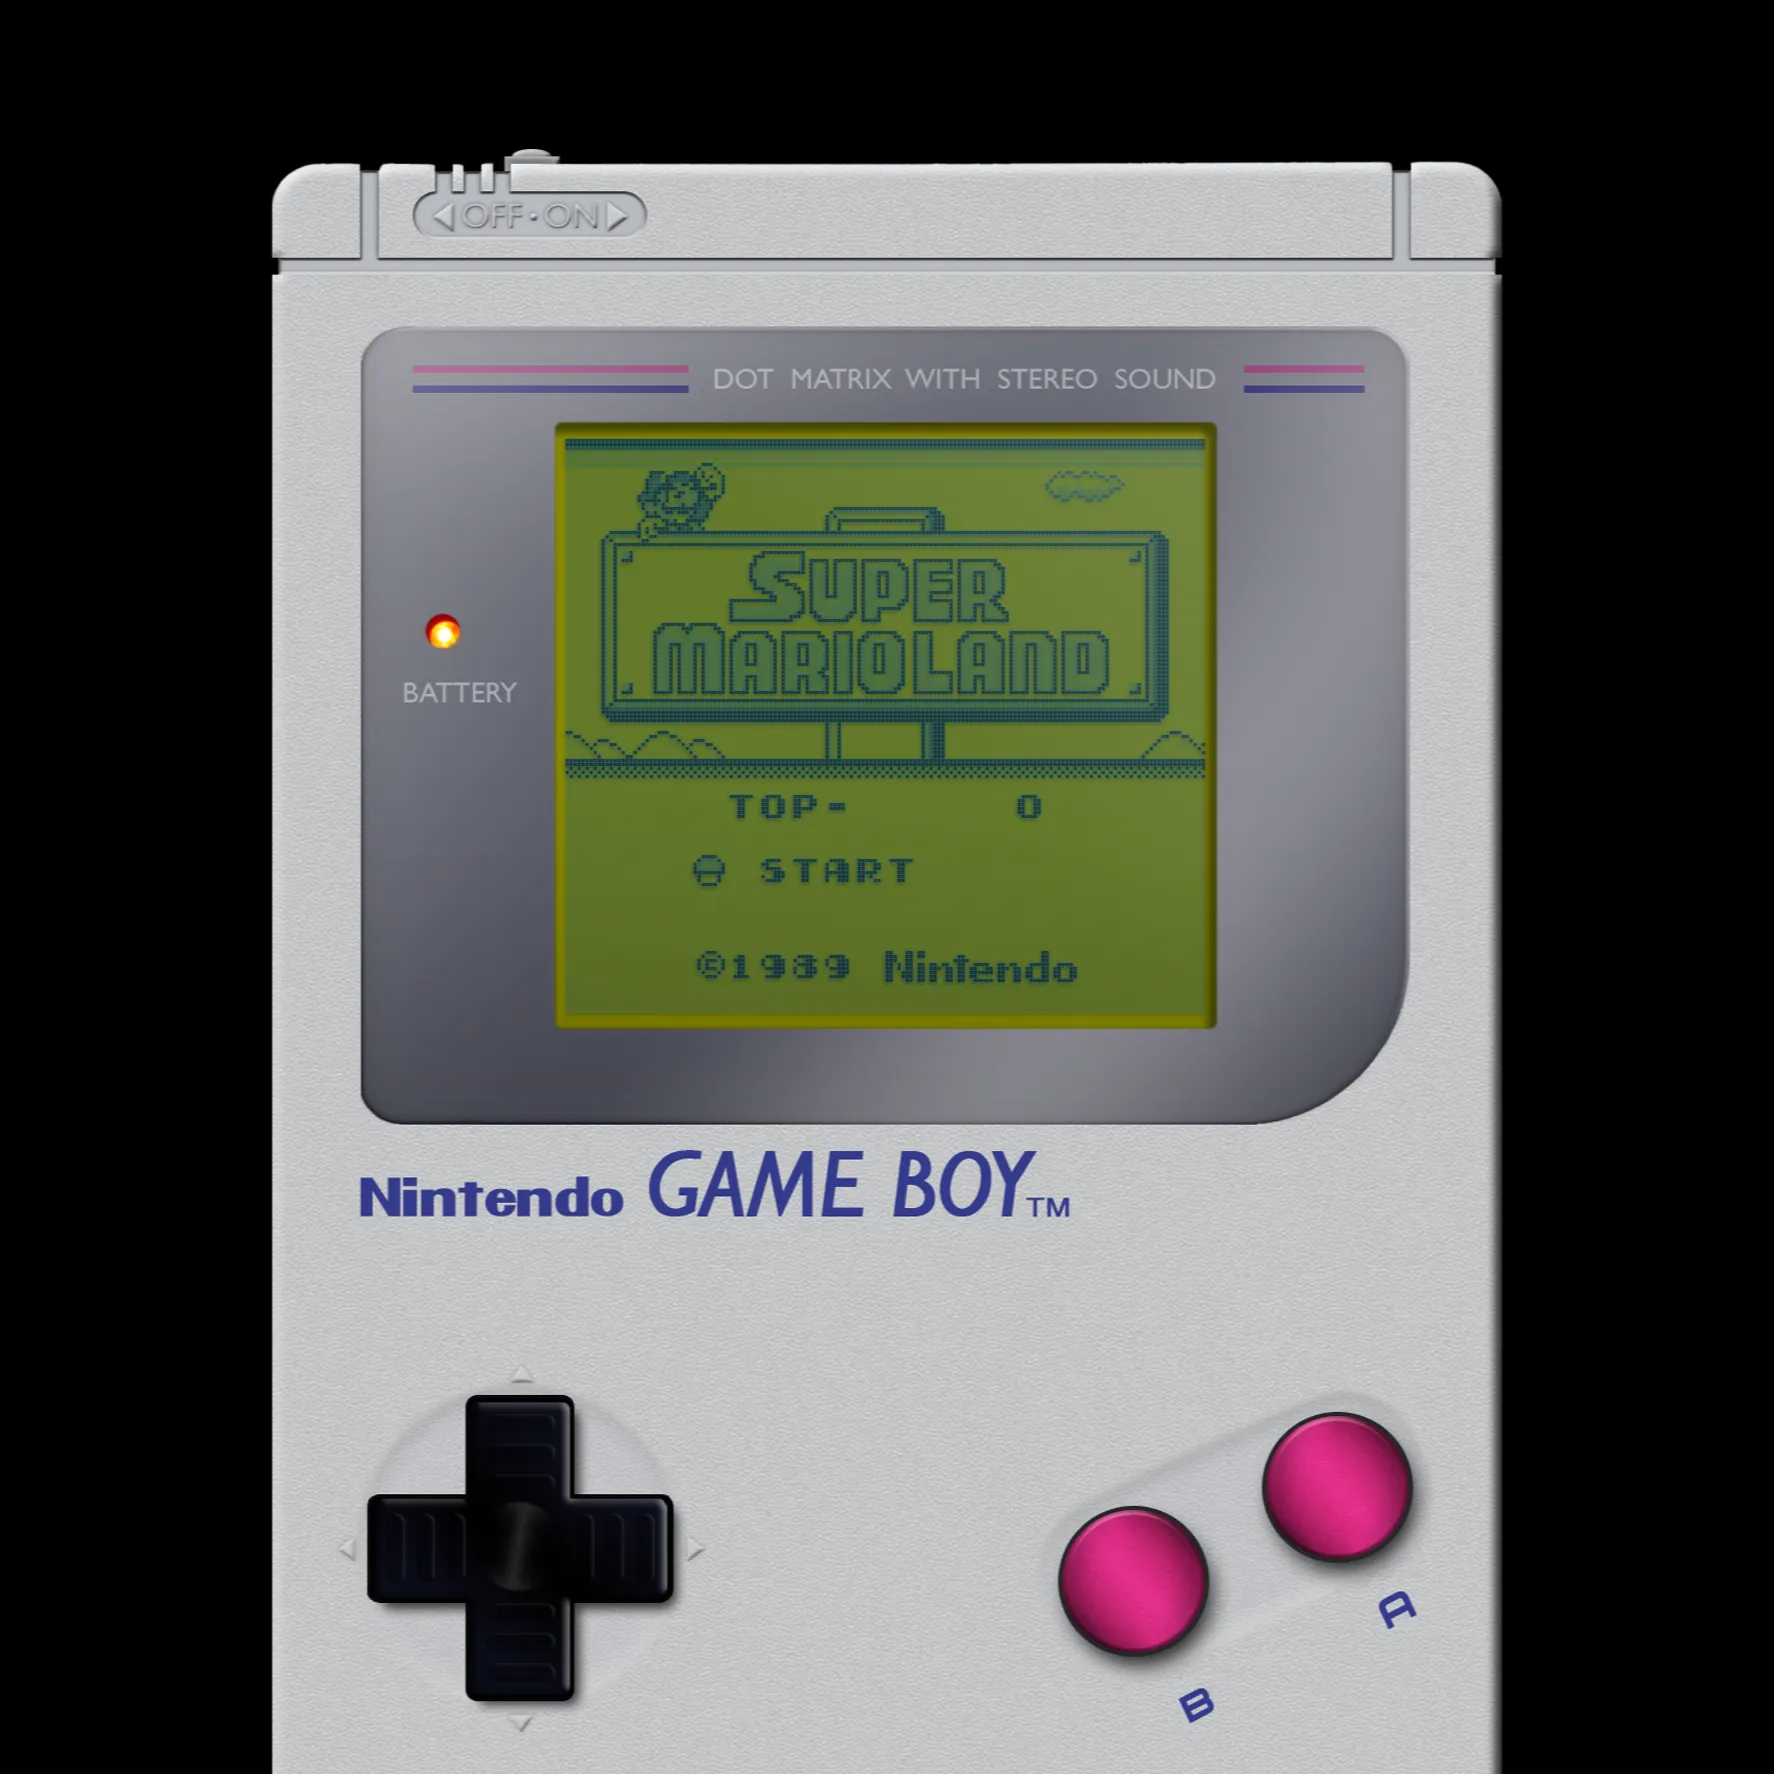 OFF•ON
DOT MATRIX WITH STEREO SOUND
BATTERY
SUPER
MARIOLAND
TOP- 0
START
©1989 Nintendo
Nintendo GAME BOY™
A
B